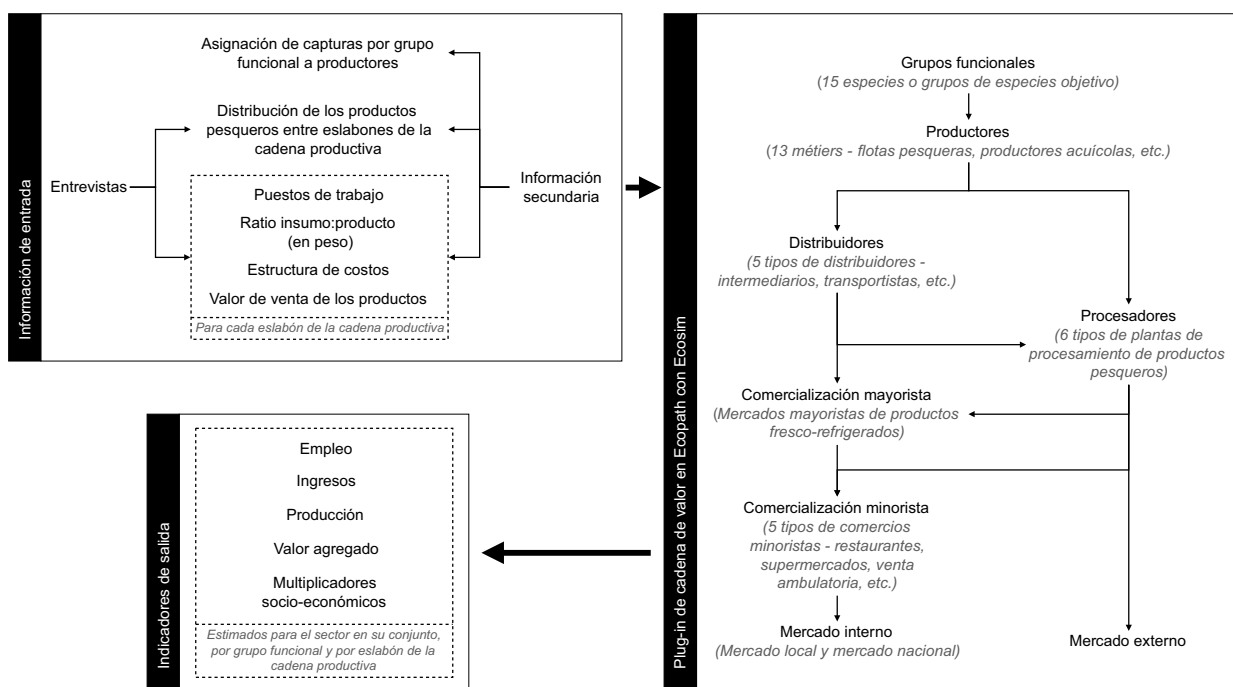 Información de entrada
Asignación de capturas por grupo
funcional a productores
Distribución de los productos
pesqueros entre eslabones de la
cadena productiva
Entrevistas
Puestos de trabajo
Ratio insumo:producto
(en peso)
Estructura de costos
Valor de venta de los productos
Para cada eslabón de la cadena productiva
Información
secundaria
Plug-in de cadena de valor en Ecopath con Ecosim
Grupos funcionales
(15 especies o grupos de especies objetivo)
Productores
(13 métiers - flotas pesqueras, productores acuícolas, etc.)
Distribuidores
(5 tipos de distribuidores -
intermediarios, transportistas, etc.)
Procesadores
(6 tipos de plantas de
procesamiento de productos
pesqueros)
Comercialización mayorista
(Mercados mayoristas de productos
fresco-refrigerados)
Comercialización minorista
(5 tipos de comercios
minoristas - restaurantes,
supermercados, venta
ambulatoria, etc.)
Mercado interno
(Mercado local y mercado nacional)
Mercado externo
Indicadores de salida
Empleo
Ingresos
Producción
Valor agregado
Multiplicadores
socio-económicos
Estimados para el sector en su conjunto,
por grupo funcional y por eslabón de la
cadena productiva